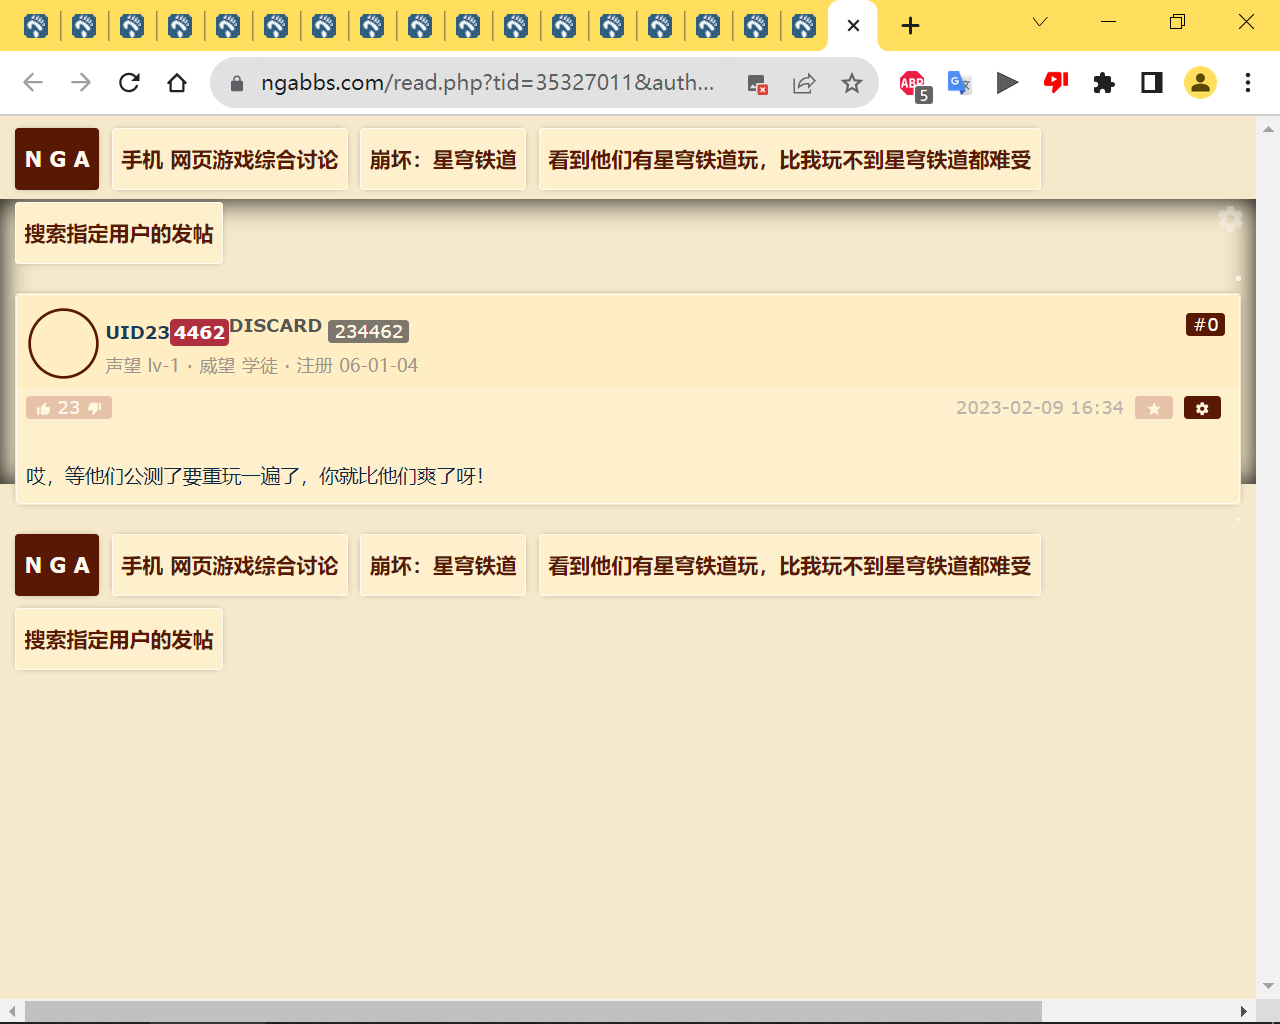 ngabbs.com/read.php?tid=35327011&auth...
ABP
5
N G A
手机 网页游戏综合讨论
崩坏：星穹铁道
看到他们有星穹铁道玩，比我玩不到星穹铁道都难受
搜索指定用户的发帖
UID234462DISCARD 234462
#0
声望 lv-1 · 威望 学徒 · 注册 06-01-04
23
2023-02-09 16:34
哎，等他们公测了要重玩一遍了，你就比他们爽了呀！
N G A
手机 网页游戏综合讨论
崩坏：星穹铁道
看到他们有星穹铁道玩，比我玩不到星穹铁道都难受
搜索指定用户的发帖